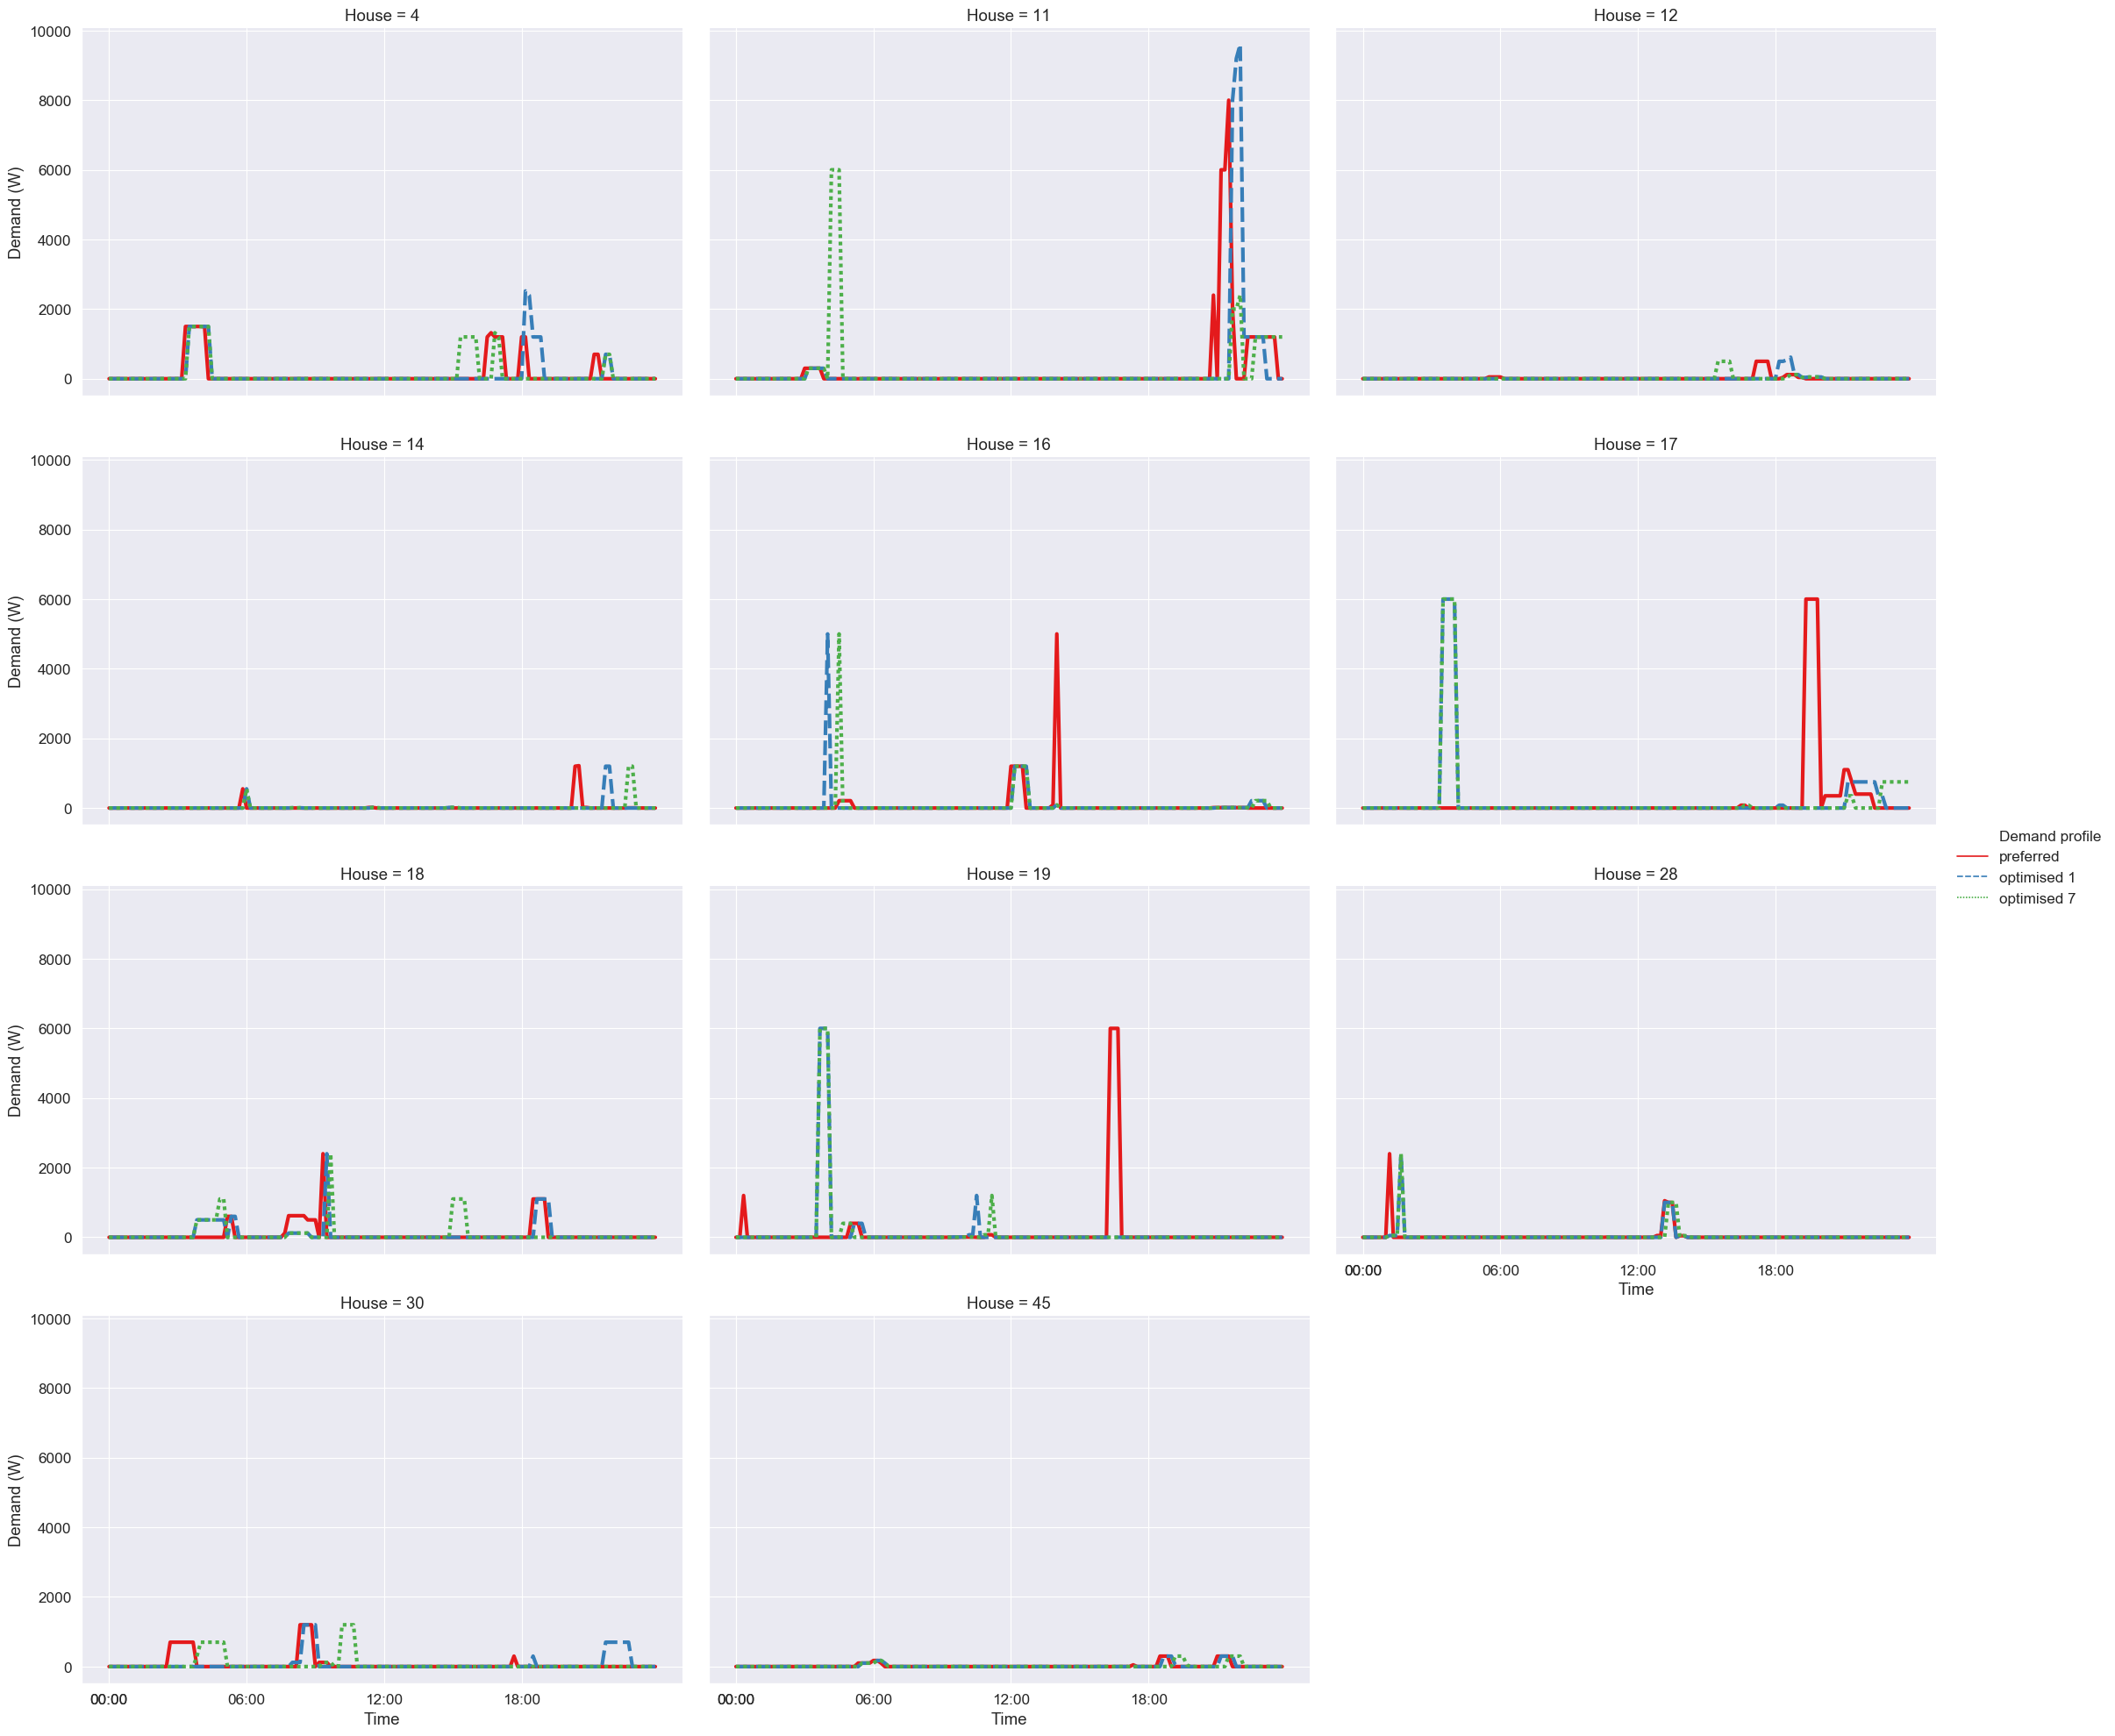 House = 4
House = 11
House = 12
10000
8000
6000
4000
2000
0
Demand (W)
House = 14
House = 16
House = 17
10000
8000
6000
4000
2000
0
Demand (W)
Demand profile
preferred
optimised 1
optimised 7
House = 18
House = 19
House = 28
10000
8000
6000
4000
2000
0
Demand (W)
00:00 06:00 12:00 18:00
Time
House = 30
House = 45
10000
8000
6000
4000
2000
0
Demand (W)
00:00 06:00 12:00 18:00
Time
00:00 06:00 12:00 18:00
Time